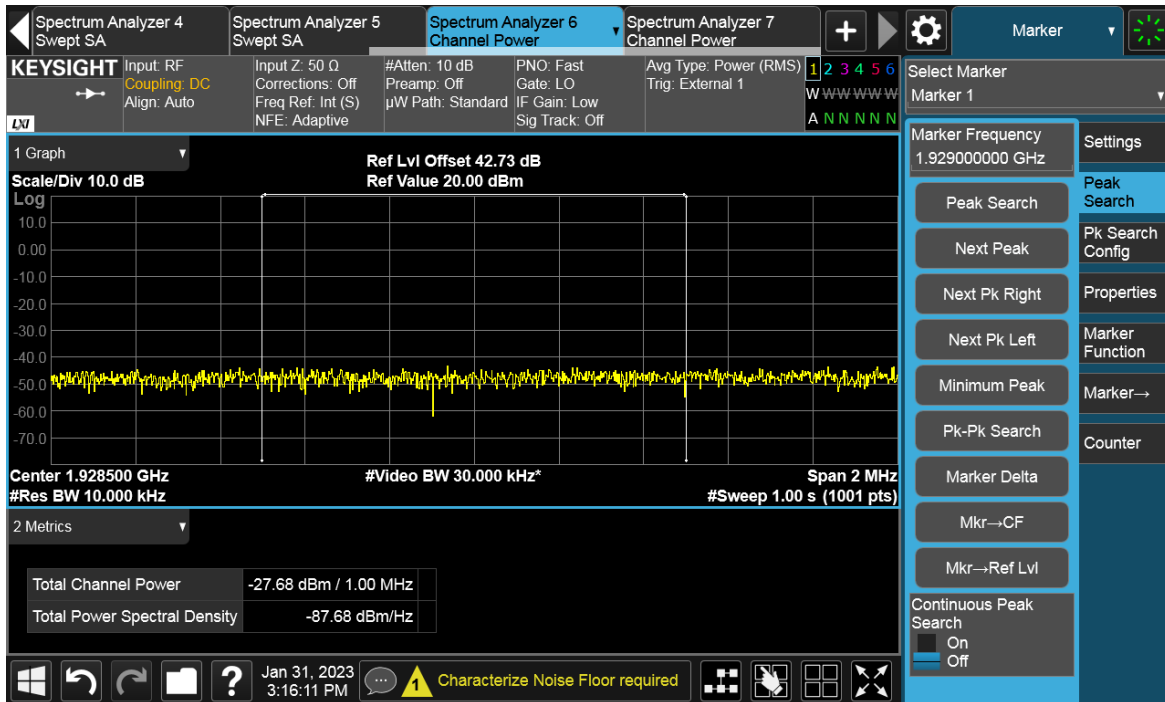 Spectrum Analyzer 4
Swept SA
Spectrum Analyzer 5
Swept SA
Spectrum Analyzer 6
Channel Power
Spectrum Analyzer 7
Channel Power
+
Marker
KEYSIGHT
LXI
Input: RF
Coupling: DC
Align: Auto
Input Z: 50 Ω
Corrections: Off
Freq Ref: Int (S)
NFE: Adaptive
#Atten: 10 dB
Preamp: Off
µW Path: Standard
PNO: Fast
Gate: LO
IF Gain: Low
Sig Track: Off
Avg Type: Power (RMS)
Trig: External 1
1 2 3 4 5 6
W W W W W W
A N N N N N
Select Marker
Marker 1
Marker Frequency
1.929000000 GHz
Settings
Peak Search
Peak
Search
Next Peak
Pk Search
Config
Next Pk Right
Properties
Next Pk Left
Marker
Function
Minimum Peak
Marker→
Pk-Pk Search
Counter
Marker Delta
Mkr→CF
Mkr→Ref Lvl
Continuous Peak
Search
On
Off
1 Graph
Ref Lvl Offset 42.73 dB
Scale/Div 10.0 dB
Ref Value 20.00 dBm
Log
10.0
0.00
-10.0
-20.0
-30.0
-40.0
-50.0
-60.0
-70.0
Center 1.928500 GHz
#Video BW 30.000 kHz*
Span 2 MHz
#Res BW 10.000 kHz
#Sweep 1.00 s (1001 pts)
2 Metrics
Total Channel Power
-27.68 dBm / 1.00 MHz
Total Power Spectral Density
-87.68 dBm/Hz
?
Jan 31, 2023
3:16:11 PM
1
Characterize Noise Floor required